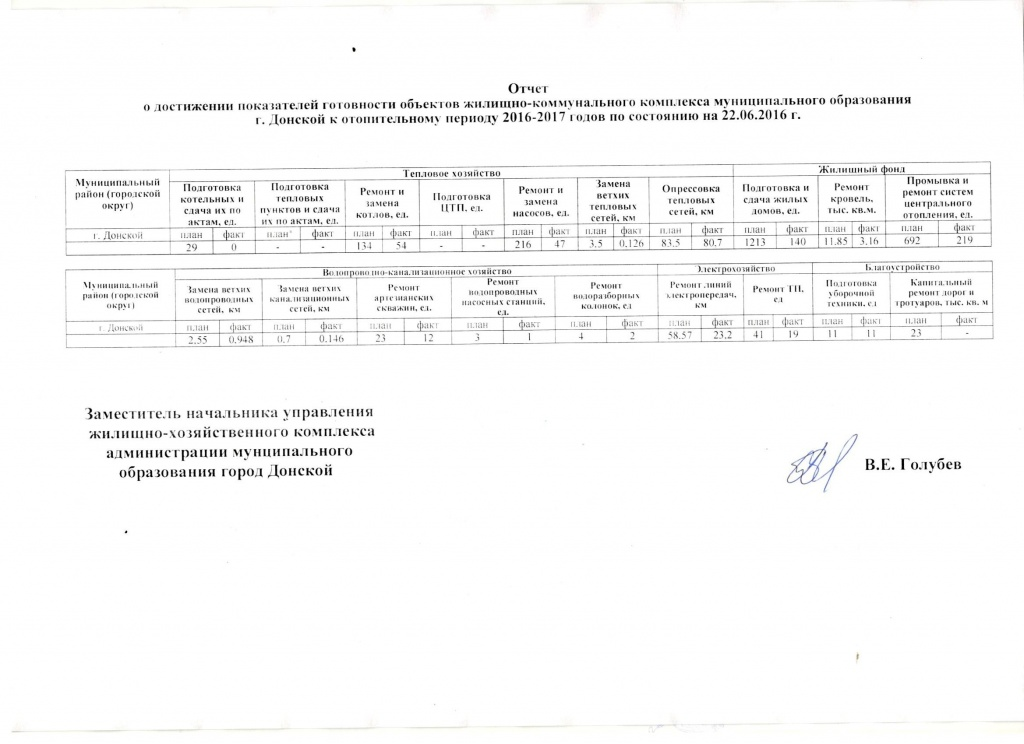 Отчет
о достижении показателей готовности объектов жилищно-коммунального комплекса муниципального образования
г. Донской к отопительному периоду 2016-2017 годов по состоянию на 22.06.2016 г.
Муниципальный район (городской округ) Тепловое хозяйство Жилищный фонд
Подготовка котельных и сдача их по актам, ед. Подготовка тепловых пунктов и сдача их по актам, ед. Ремонт и замена котлов, ед. Подготовка ЦТП, ед. Ремонт и замена насосов, ед. Замена ветхих тепловых сетей, км Опрессовка тепловых сетей, км Подготовка и сдача жилых домов, ед. Ремонт кровель, тыс. кв.м. Промывка и ремонт систем центрального отопления, ед.
г. Донской план факт план факт план факт план факт план факт план факт план факт план факт план факт план факт
29 0 - - 134 54 - - 216 47 3.5 0.126 83.5 80.7 1213 140 11.85 3.16 692 219
Муниципальный район (городской округ) Водопроводно-канализационное хозяйство Электрохозяйство Благоустройство
Замена ветхих водопроводных сетей, км Замена ветхих канализационных сетей, км Ремонт артезианских скважин, ед. Ремонт водопроводных насосных станций, ед. Ремонт водоразборных колонок, ед Ремонт линий электропередач, км Ремонт ТП, ед Подготовка уборочной техники, ед Капитальный ремонт дорог и тротуаров, тыс. кв. м
г. Донской план факт план факт план факт план факт план факт план факт план факт план факт план факт
2.55 0.948 0.7 0.146 23 12 3 1 4 2 58.57 23,2 41 19 11 11 23 -
Заместитель начальника управления
жилищно-хозяйственного комплекса
администрации мунципального
образования город Донской
В.Е. Голубев